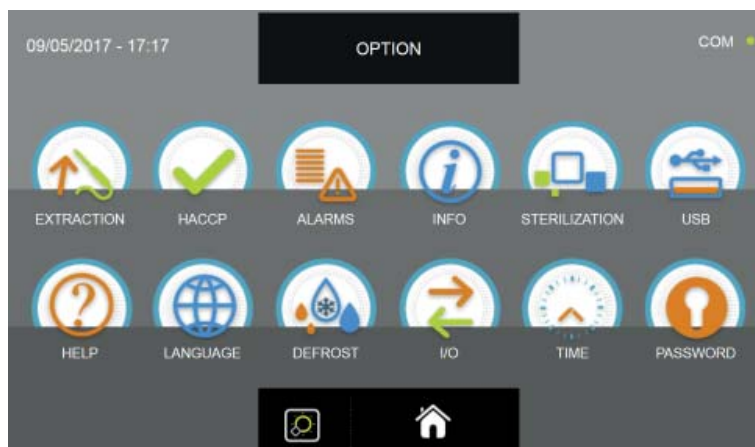 09/05/2017 - 17:17 OPTION COM
EXTRACTION HACCP ALARMS INFO STERILIZATION USB
HELP LANGUAGE DEFROST I/O TIME PASSWORD